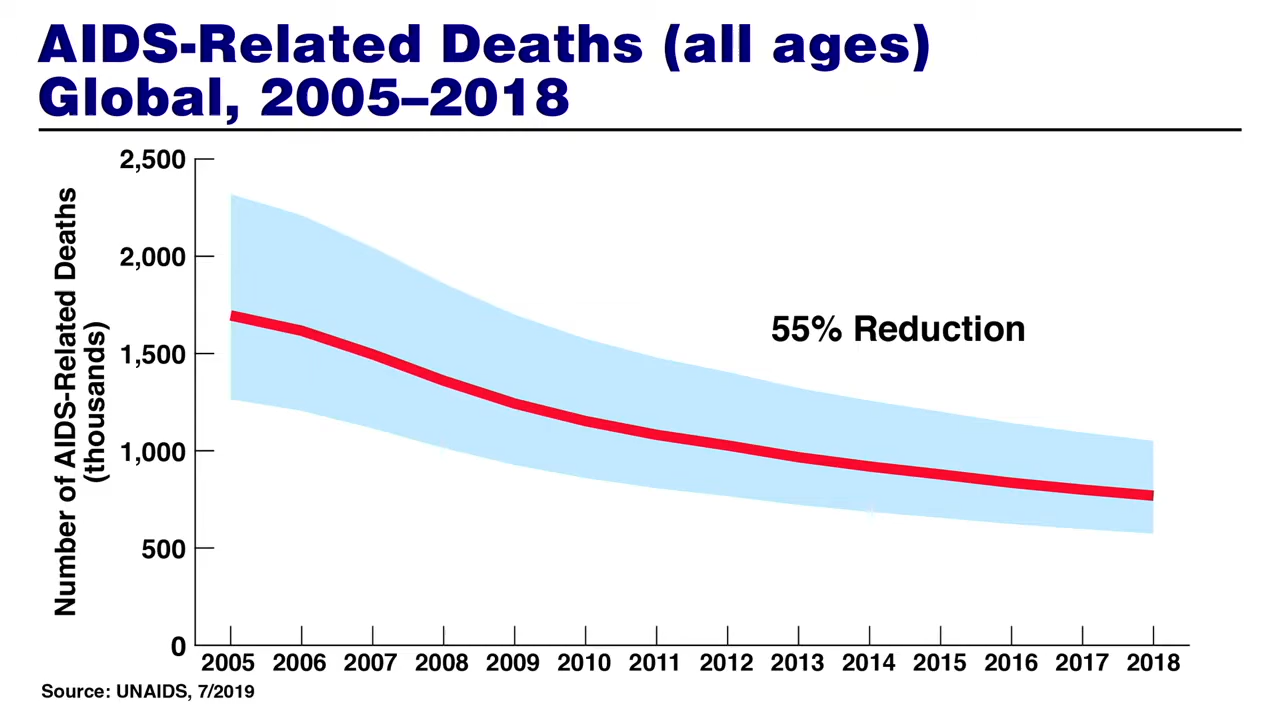 AIDS-Related Deaths (all ages)
Global, 2005–2018
Number of AIDS-Related Deaths
(thousands)
2,500
2,000
1,500
1,000
500
0
55% Reduction
2005 2006 2007 2008 2009 2010 2011 2012 2013 2014 2015 2016 2017 2018
Source: UNAIDS, 7/2019